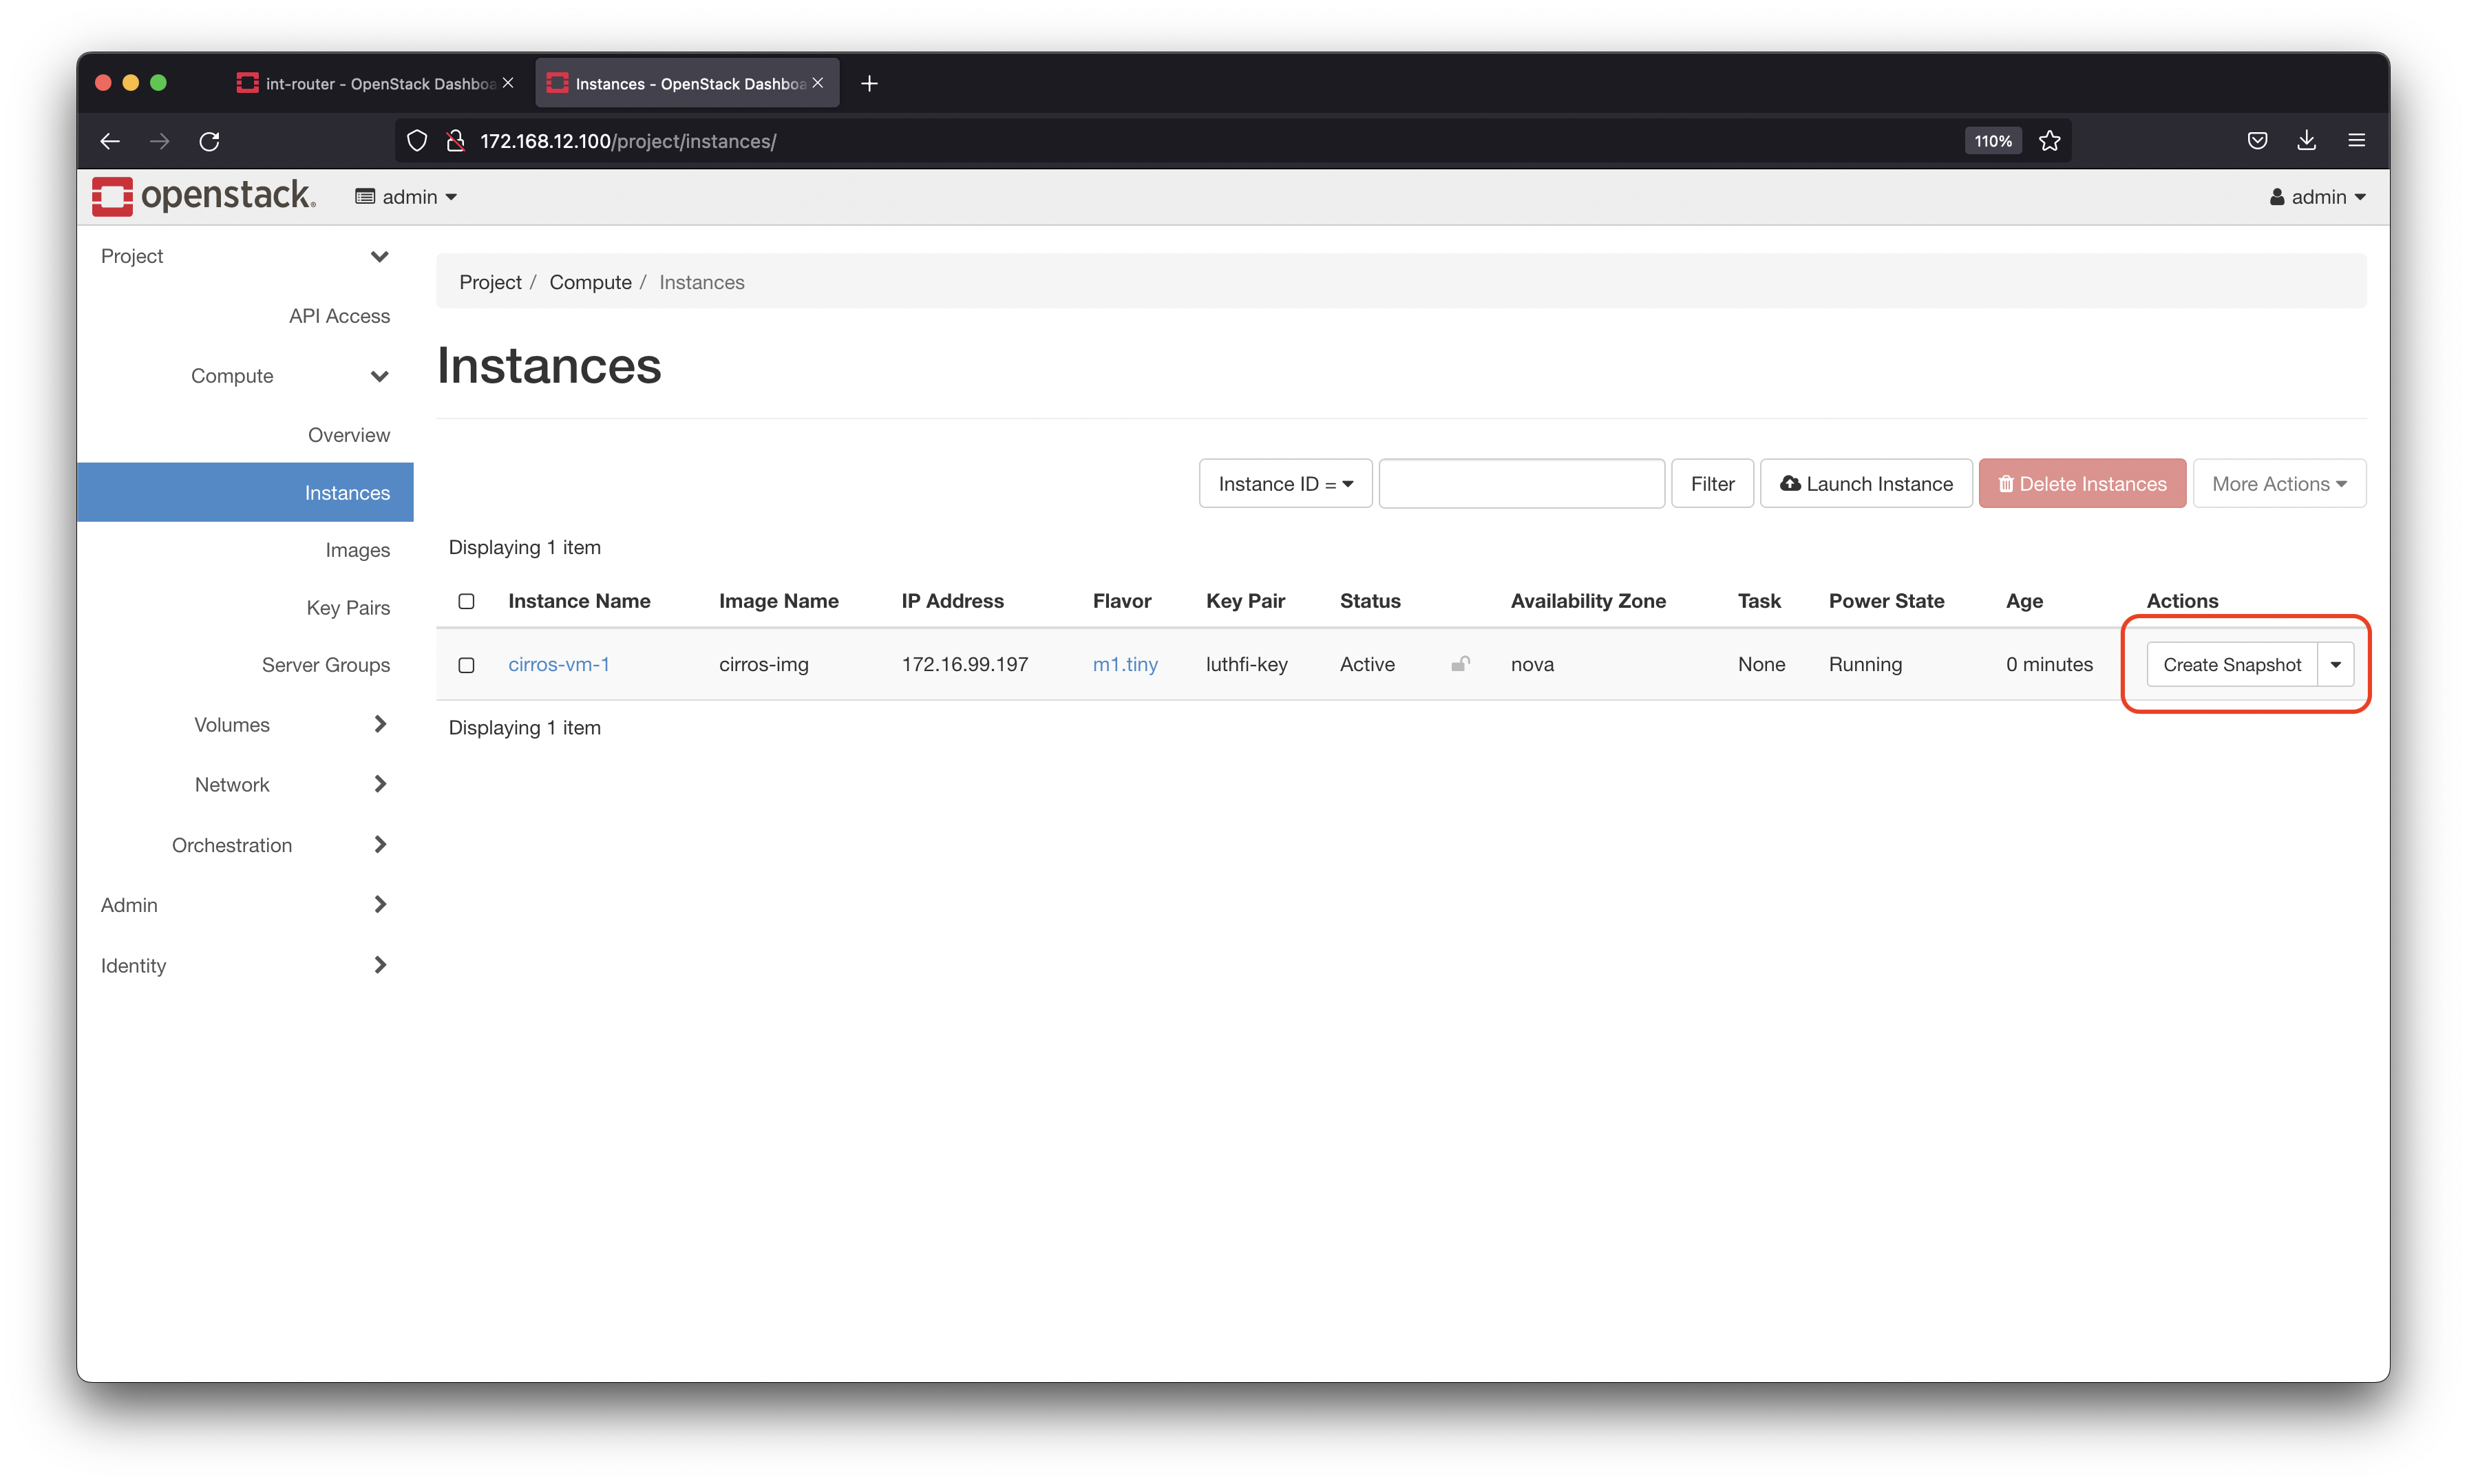 int-router - OpenStack Dashboa
Instances - OpenStack Dashboa
172.168.12.100/project/instances/
110%
openstack.
admin
admin
Project
API Access
Compute
Overview
Instances
Images
Key Pairs
Server Groups
Volumes
Network
Orchestration
Admin
Identity
Project / Compute / Instances
Instances
Instance ID = Filter Launch Instance Delete Instances More Actions
Displaying 1 item
Instance Name Image Name IP Address Flavor Key Pair Status Availability Zone Task Power State Age Actions
cirros-vm-1 cirros-img 172.16.99.197 m1.tiny luthfi-key Active nova None Running 0 minutes Create Snapshot
Displaying 1 item